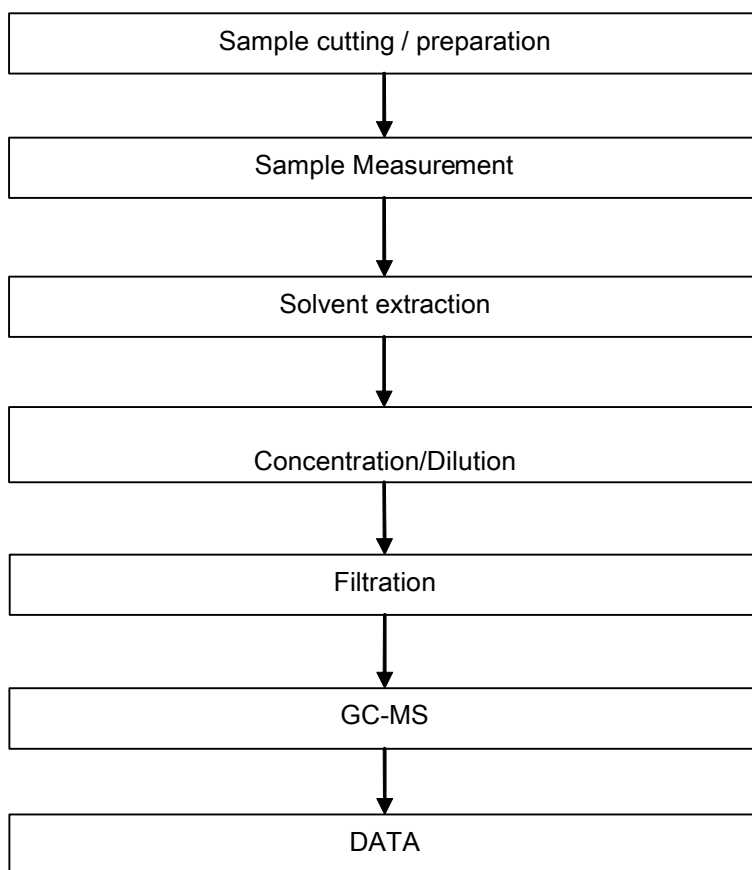 Sample cutting / preparation
Sample Measurement
Solvent extraction
Concentration/Dilution
Filtration
GC-MS
DATA